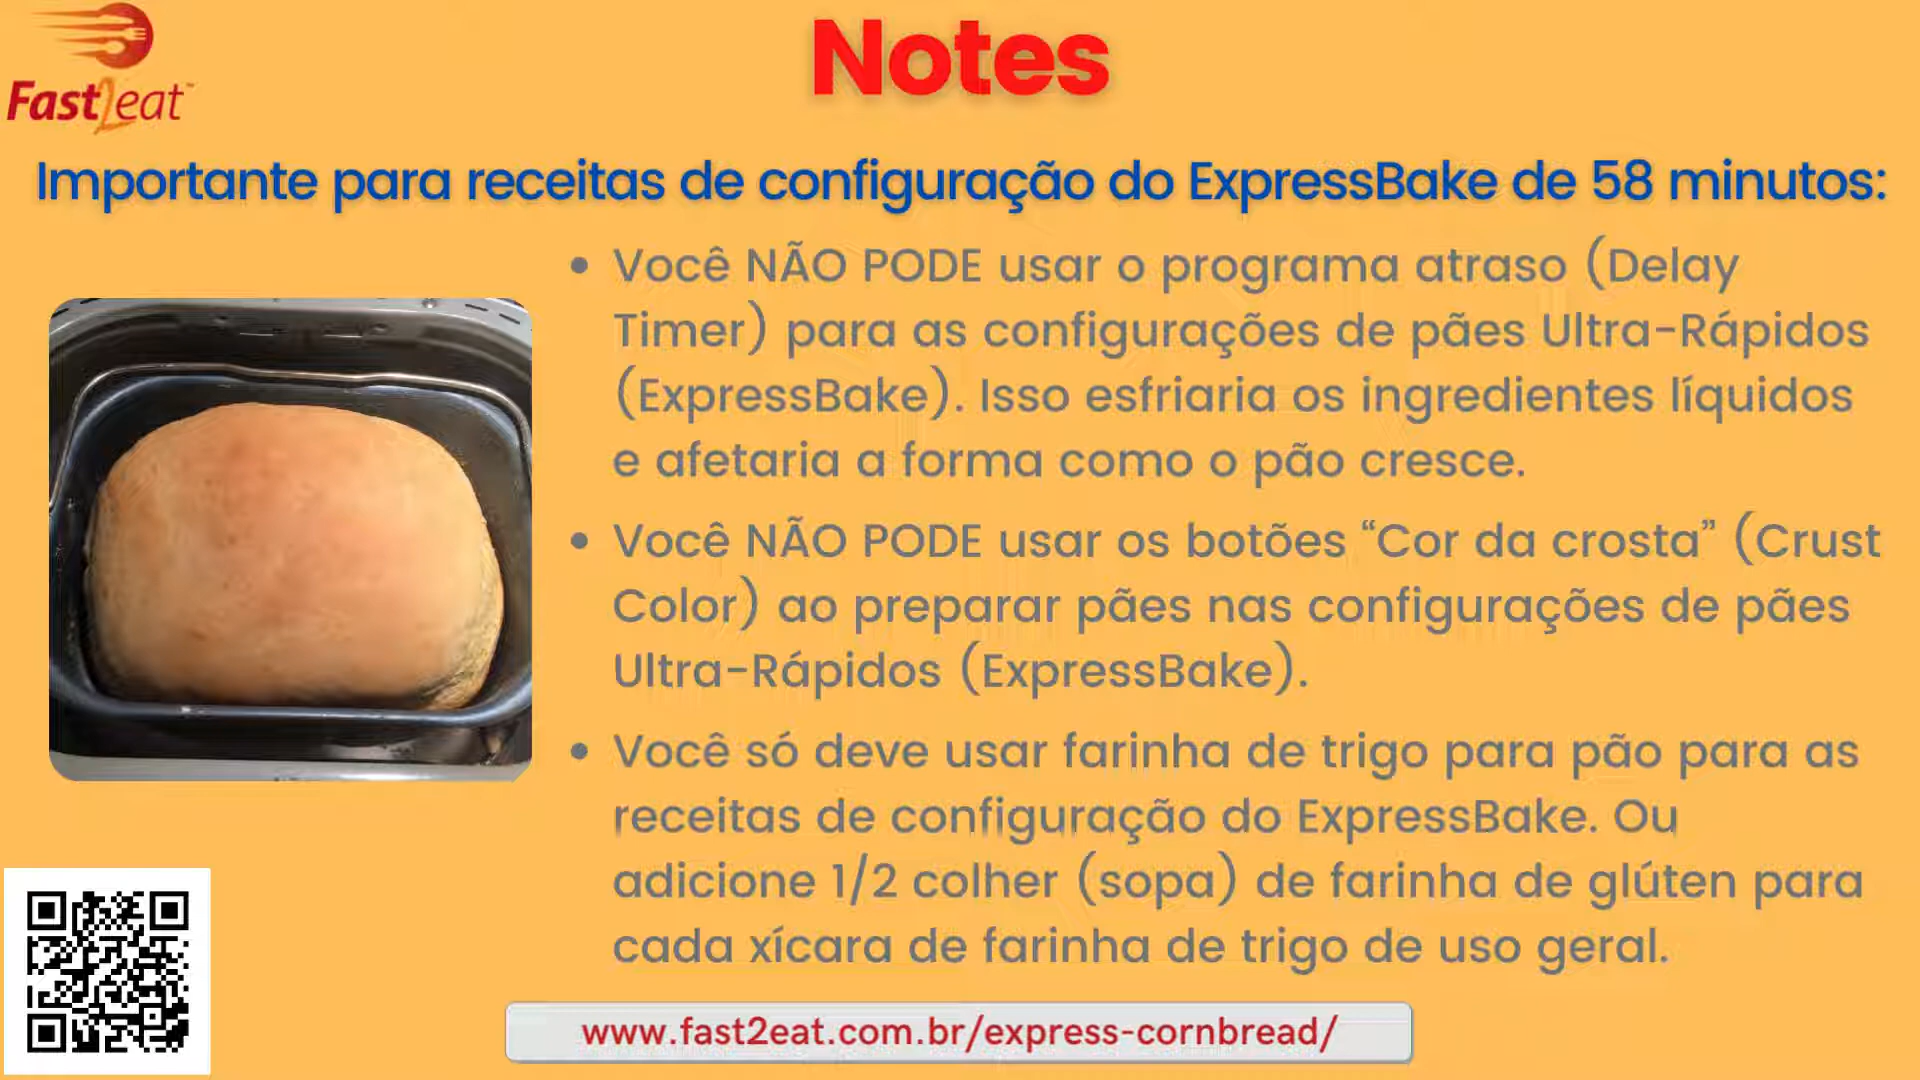 Notes
Fast2eat™
Importante para receitas de configuração do ExpressBake de 58 minutos:
• Você NÃO PODE usar o programa atraso (Delay
Timer) para as configurações de pães Ultra-Rápidos
(ExpressBake). Isso esfriaria os ingredientes líquidos
e afetaria a forma como o pão cresce.
• Você NÃO PODE usar os botões “Cor da crosta” (Crust
Color) ao preparar pães nas configurações de pães
Ultra-Rápidos (ExpressBake).
• Você só deve usar farinha de trigo para pão para as
receitas de configuração do ExpressBake. Ou
adicione 1/2 colher (sopa) de farinha de glúten para
cada xícara de farinha de trigo de uso geral.
www.fast2eat.com.br/express-cornbread/